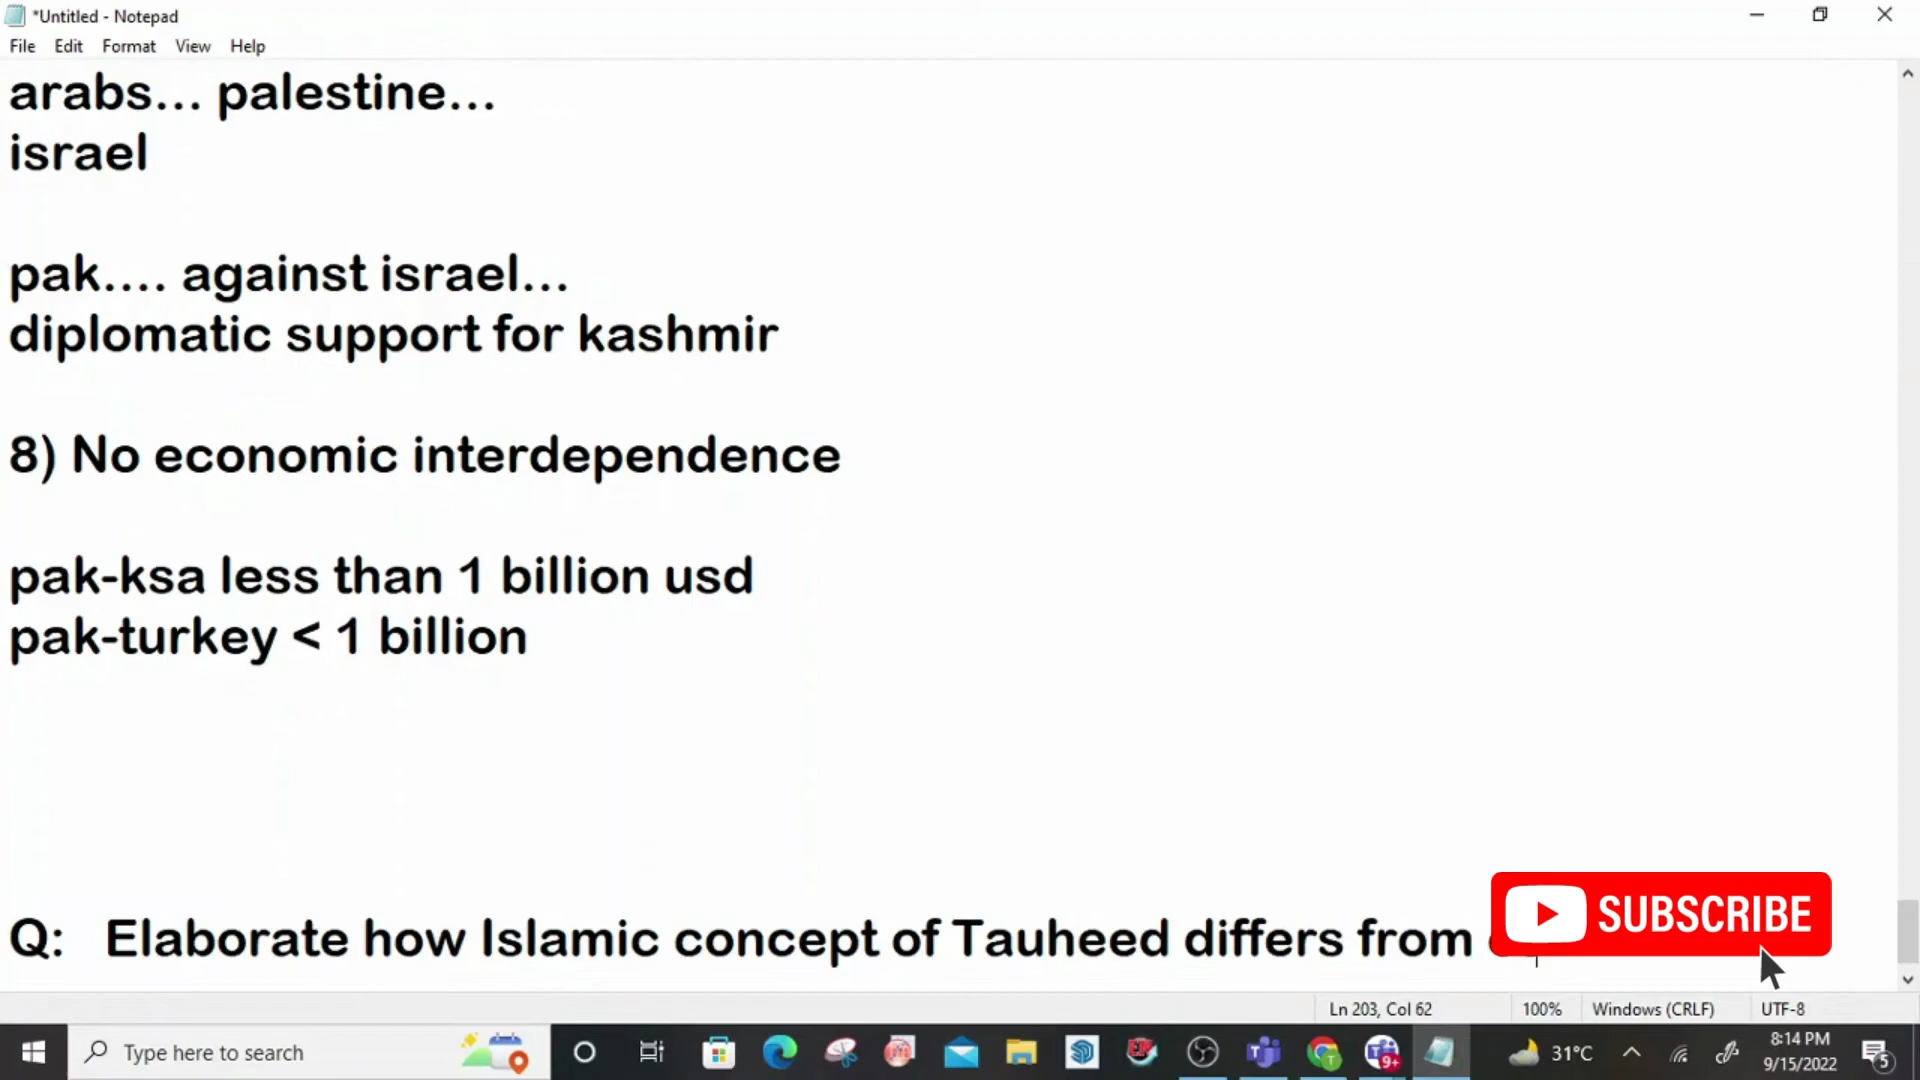 *Untitled - Notepad
File Edit Format View Help
arabs... palestine...
israel
pak.... against israel...
diplomatic support for kashmir
8) No economic interdependence
pak-ksa less than 1 billion usd
pak-turkey < 1 billion
Q: Elaborate how Islamic concept of Tauheed differs from
SUBSCRIBE
Ln 203, Col 62 100% Windows (CRLF) UTF-8
Type here to search
9+
31°C
8:14 PM
9/15/2022
5